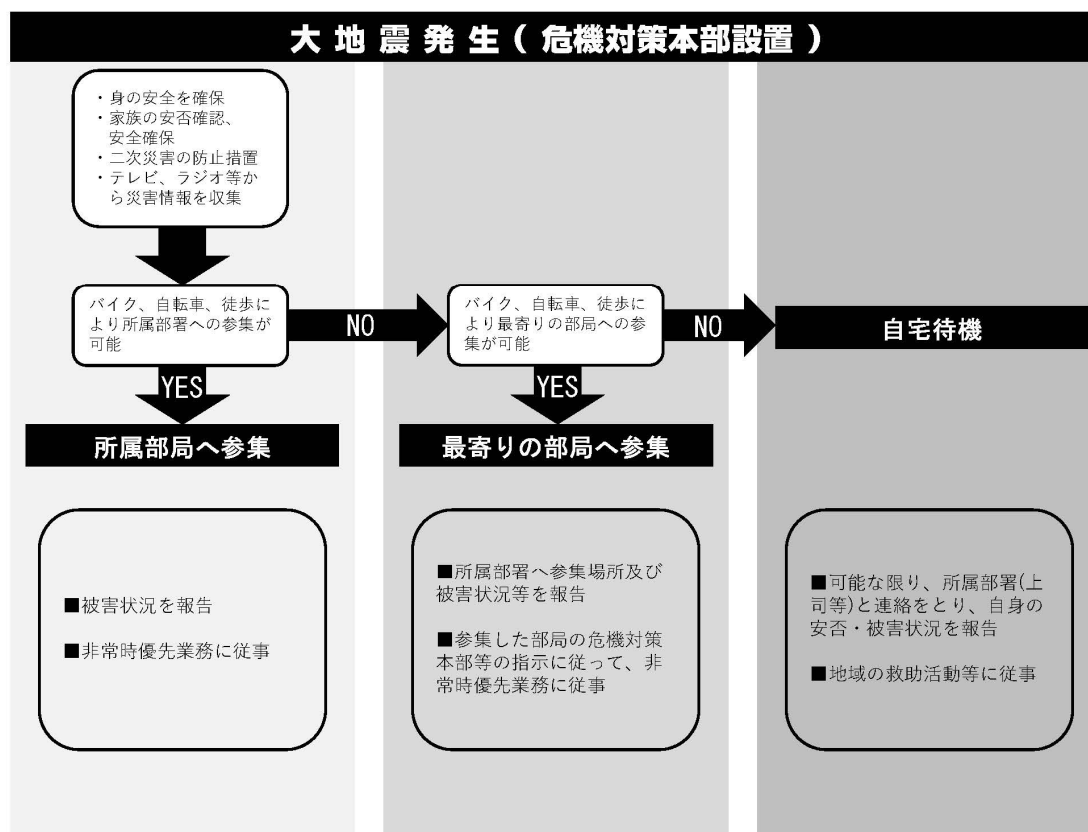 大地震発生(危機対策本部設置)
・身の安全を確保
・家族の安否確認、
安全確保
・二次災害の防止措置
・テレビ、ラジオ等か
ら災害情報を収集
バイク、自転車、徒歩に
より所属部署への参集が
可能
NO
バイク、自転車、徒歩に
より最寄りの部局への参
集が可能
NO
自宅待機
YES
YES
所属部局へ参集
最寄りの部局へ参集
■被害状況を報告
■非常時優先業務に従事
■所属部署へ参集場所及び
被害状況等を報告
■参集した部局の危機対策
本部等の指示に従って、非
常時優先業務に従事
■可能な限り、所属部署(上
司等)と連絡をとり、自身の
安否・被害状況を報告
■地域の救助活動等に従事